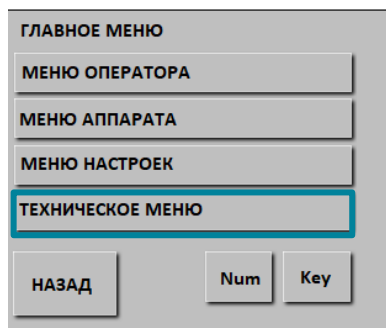 ГЛАВНОЕ МЕНЮ
МЕНЮ ОПЕРАТОРА
МЕНЮ АППАРАТА
МЕНЮ НАСТРОЕК
ТЕХНИЧЕСКОЕ МЕНЮ
НАЗАД Num Key